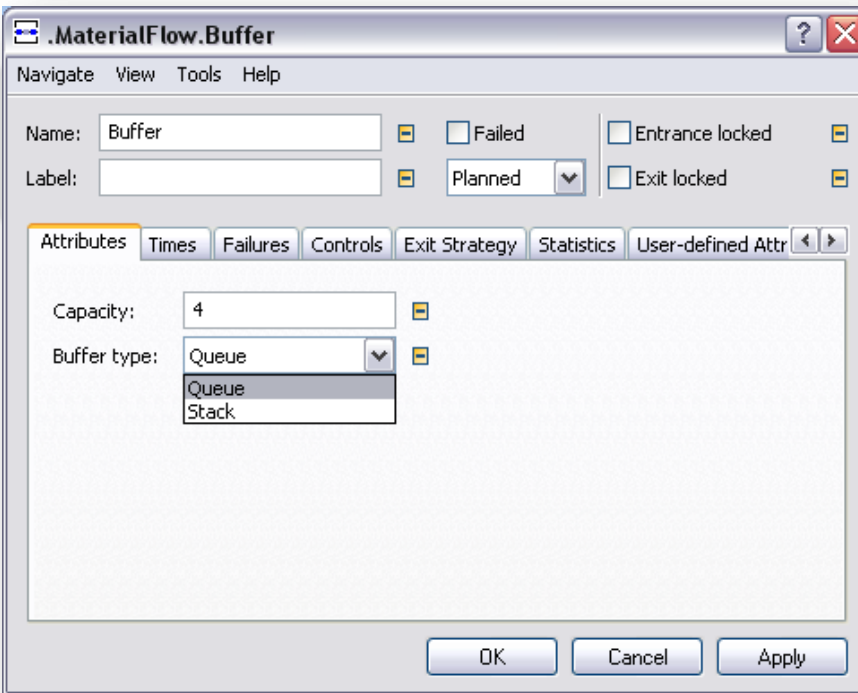 .MaterialFlow.Buffer
Navigate View Tools Help
Name: Buffer Failed Entrance locked
Label: Planned Exit locked
Attributes Times Failures Controls Exit Strategy Statistics User-defined Attr
Capacity: 4
Buffer type: Queue
Queue
Stack
OK Cancel Apply